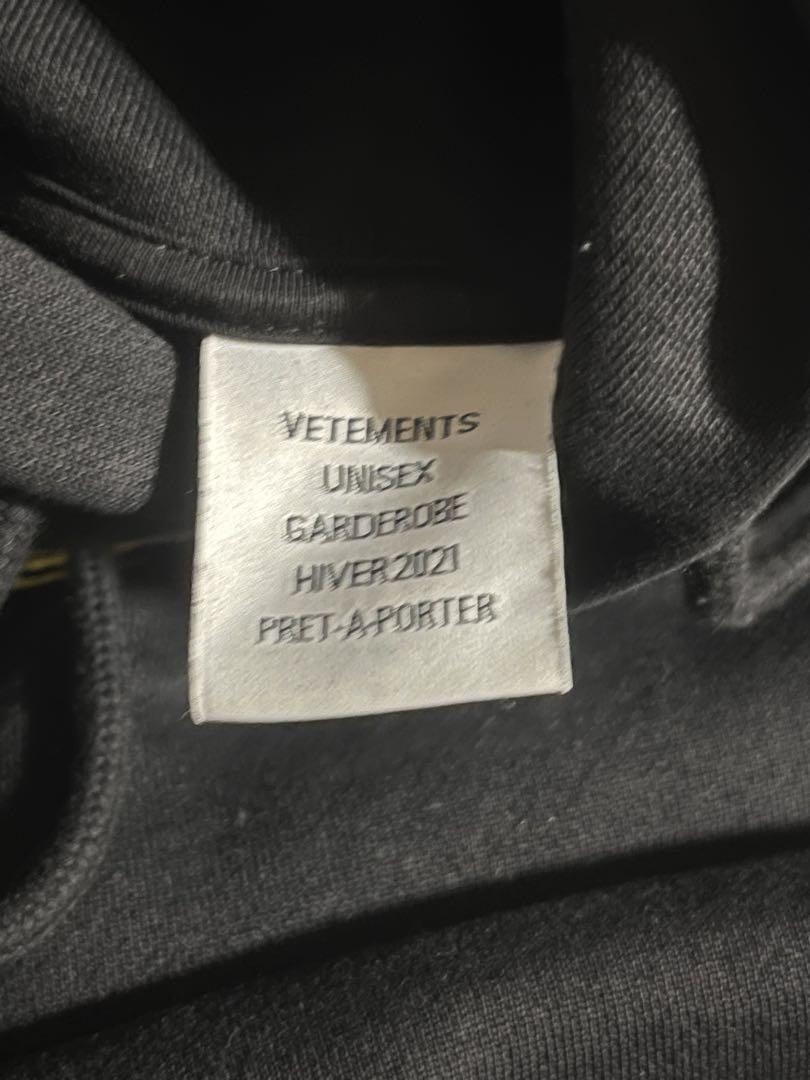 VETEMENTS
UNISEX
GARDEROBE
HIVER 2021
PRET-A-PORTER